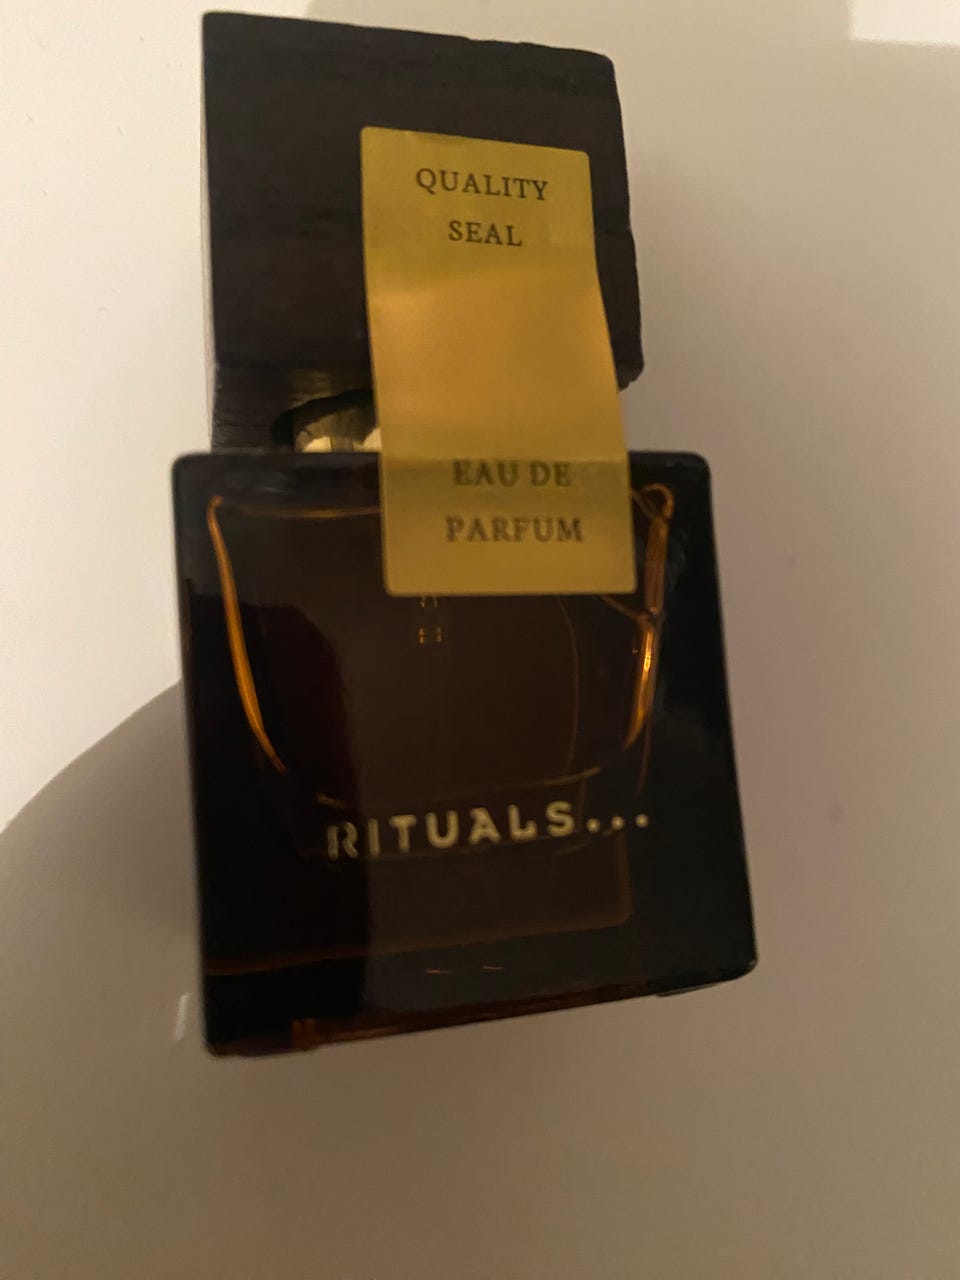 QUALITY
SEAL
EAU DE
PARFUM
RITUALS...